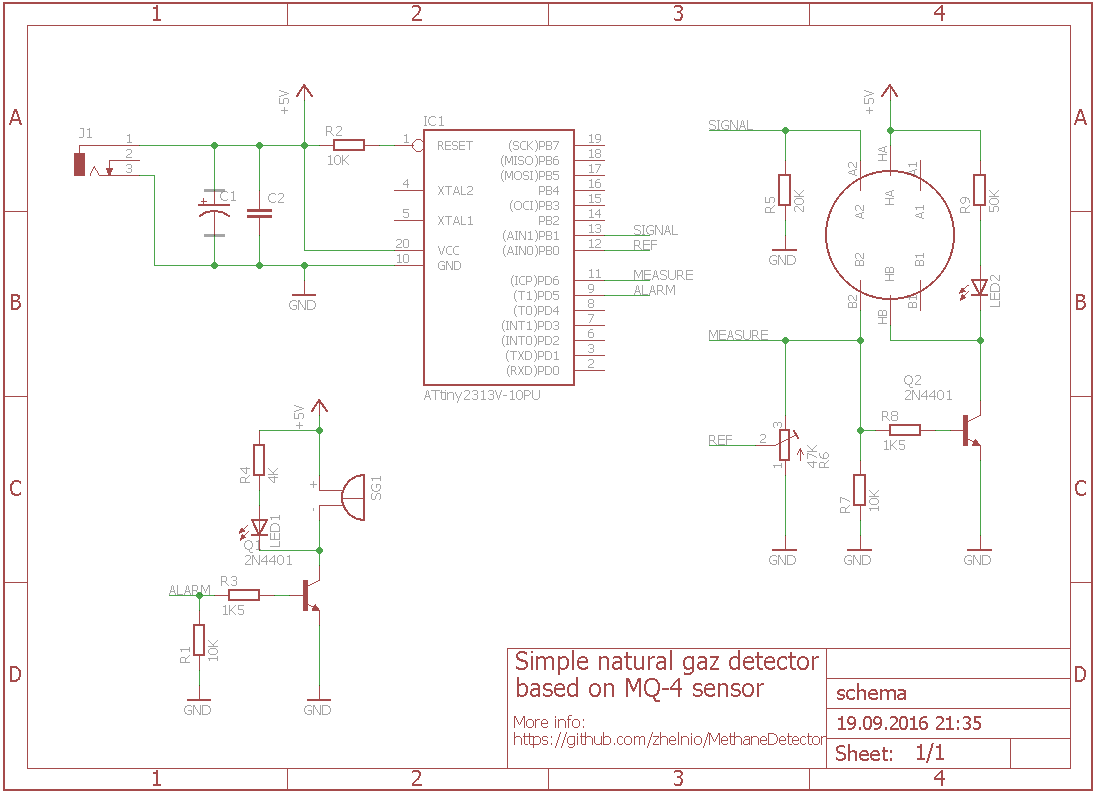 1 2 3 4
A A
B B
C C
D D
1 2 3 4
J1
1
2
3
+
C1
C2
+5V
R2
10K
IC1
1 RESET
4 XTAL2
5 XTAL1
20 VCC
10 GND
(SCK)PB7 19
(MISO)PB6 18
(MOSI)PB5 17
PB4 16
(OCI)PB3 15
PB2 14
(AIN1)PB1 13 SIGNAL
(AIN0)PB0 12 REF
(ICP)PD6 11 MEASURE
(T1)PD5 9 ALARM
(T0)PD4 8
(INT1)PD3 7
(INT0)PD2 6
(TXD)PD1 3
(RXD)PD0 2
ATtiny2313V-10PU
GND
+5V
R4
4K
LED1
+
-
SG1
Q1
2N4401
ALARM
R3
1K5
R1
10K
GND
GND
SIGNAL
+5V
R5
20K
GND
A2 HA A1
A2 HA A1
B2 HB B1
B2 HB B1
R9
50K
LED2
MEASURE
REF
3
2
1
47K
R6
GND
R7
10K
GND
R8
1K5
Q2
2N4401
GND
Simple natural gaz detector
based on MQ-4 sensor
More info:
https://github.com/zhelnio/MethaneDetector
schema
19.09.2016 21:35
Sheet: 1/1